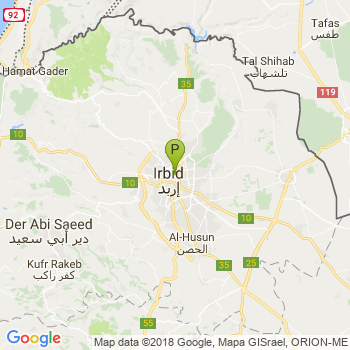 92
Tafas
طفس
Tal Shihab
تلشهاب
Hamat Gader
35
119
10
P
Irbid
إربد
10
10
Der Abi Saeed
دير أبي سعيد
Al-Husun
الحصن
Kufr Rakeb
كفر راكب
35
25
55
Google
Map data ©2018 Google, Mapa GISrael, ORION-ME